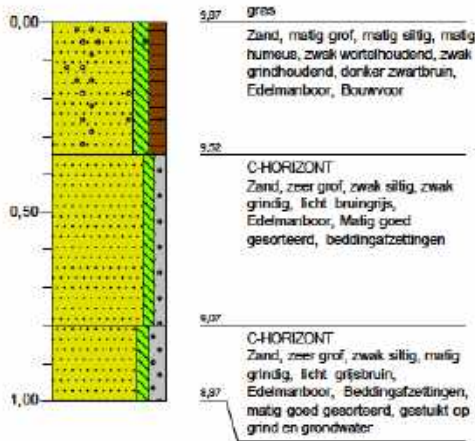 0,00
9,87
gras
Zand, matig grof, matig siltig, matig
humeus, zwak wortelhoudend, zwak
grindhoudend, donker zwartbruin,
Edelmanboor, Bouwvoor
9,52
C-HORIZONT
Zand, zeer grof, zwak siltig, zwak
grindig, licht bruingrijs,
Edelmanboor, Matig goed
gesorteerd, beddingafzettingen
0,50
9,07
C-HORIZONT
Zand, zeer grof, zwak siltig, matig
grindig, licht grijsbruin,
Edelmanboor, Beddingafzettingen,
matig goed gesorteerd, gestuikt op
grind en grondwater
1,00
8,87